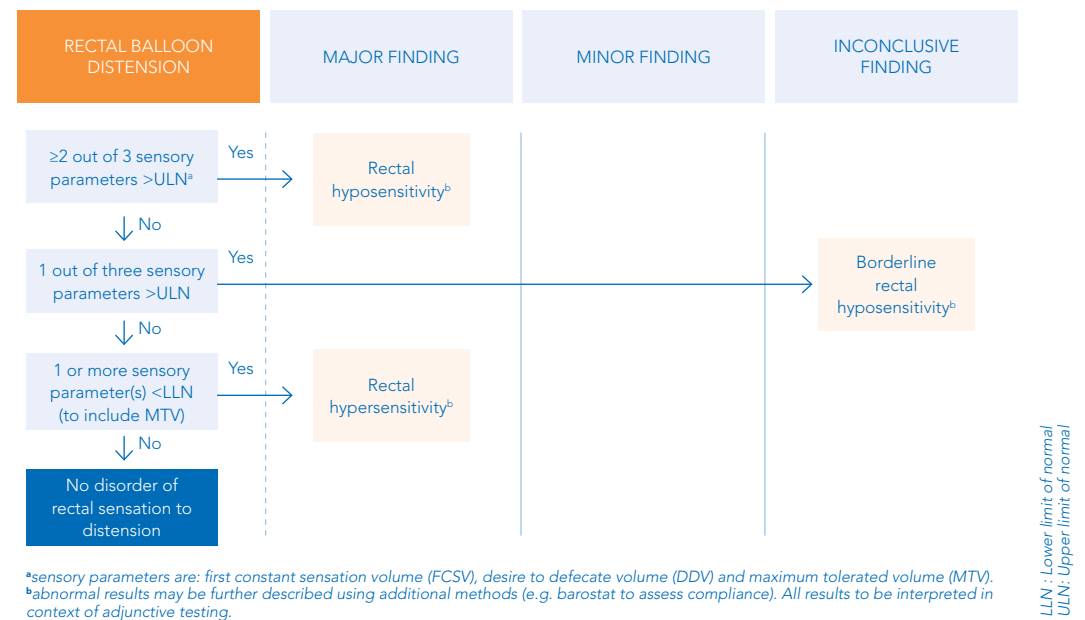 RECTAL BALLOON
DISTENSION
MAJOR FINDING
MINOR FINDING
INCONCLUSIVE
FINDING
≥2 out of 3 sensory
parameters >ULNᵃ
Yes
Rectal
hyposensitivityᵇ
No
1 out of three sensory
parameters >ULN
Yes
Borderline
rectal
hyposensitivityᵇ
No
1 or more sensory
parameter(s) <LLN
(to include MTV)
Yes
Rectal
hypersensitivityᵇ
No
No disorder of
rectal sensation to
distension
ᵃsensory parameters are: first constant sensation volume (FCSV), desire to defecate volume (DDV) and maximum tolerated volume (MTV).
ᵇabnormal results may be further described using additional methods (e.g. barostat to assess compliance). All results to be interpreted in
context of adjunctive testing.
LLN : Lower limit of normal
ULN: Upper limit of normal